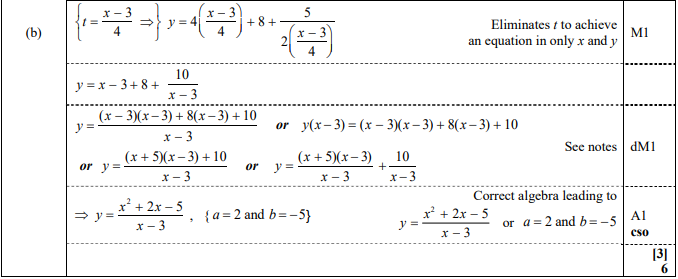 (b)
{t = (x − 3)/4 ⇒} y = 4((x − 3)/4) + 8 + 5/(2((x − 3)/4))
Eliminates t to achieve
an equation in only x and y
M1
y = x − 3 + 8 + 10/(x − 3)
y = ((x − 3)(x − 3) + 8(x − 3) + 10)/(x − 3) or y(x − 3) = (x − 3)(x − 3) + 8(x − 3) + 10
See notes
dM1
or y = ((x + 5)(x − 3) + 10)/(x − 3) or y = ((x + 5)(x − 3))/(x − 3) + 10/(x − 3)
Correct algebra leading to
⇒ y = (x² + 2x − 5)/(x − 3) , {a = 2 and b = −5}
y = (x² + 2x − 5)/(x − 3) or a = 2 and b = −5
A1
cso
[3]
6